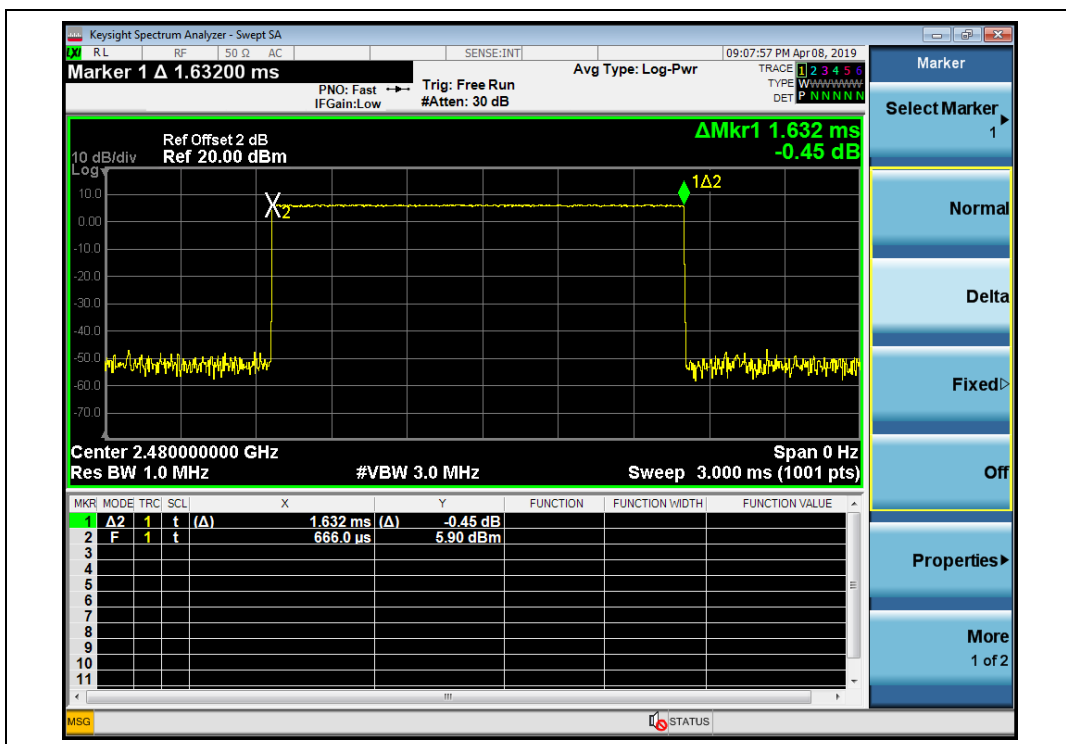 Keysight Spectrum Analyzer - Swept SA
LXI RL RF 50 Ω AC SENSE:INT 09:07:57 PM Apr 08, 2019
Marker 1 Δ 1.63200 ms
PNO: Fast
IFGain:Low
Trig: Free Run
#Atten: 30 dB
Avg Type: Log-Pwr
TRACE 1 2 3 4 5 6
TYPE WWWWWW
DET P N N N N N
Ref Offset 2 dB
10 dB/div Ref 20.00 dBm
Log
ΔMkr1 1.632 ms
-0.45 dB
10.0
0.00
-10.0
-20.0
-30.0
-40.0
-50.0
-60.0
-70.0
X2
1Δ2
Center 2.480000000 GHz Span 0 Hz
Res BW 1.0 MHz #VBW 3.0 MHz Sweep 3.000 ms (1001 pts)
MKR MODE TRC SCL X Y FUNCTION FUNCTION WIDTH FUNCTION VALUE
1 Δ2 1 t (Δ) 1.632 ms (Δ) -0.45 dB
2 F 1 t 666.0 µs 5.90 dBm
3
4
5
6
7
8
9
10
11
MSG STATUS
Marker
Select Marker
1
Normal
Delta
Fixed
Off
Properties
More
1 of 2